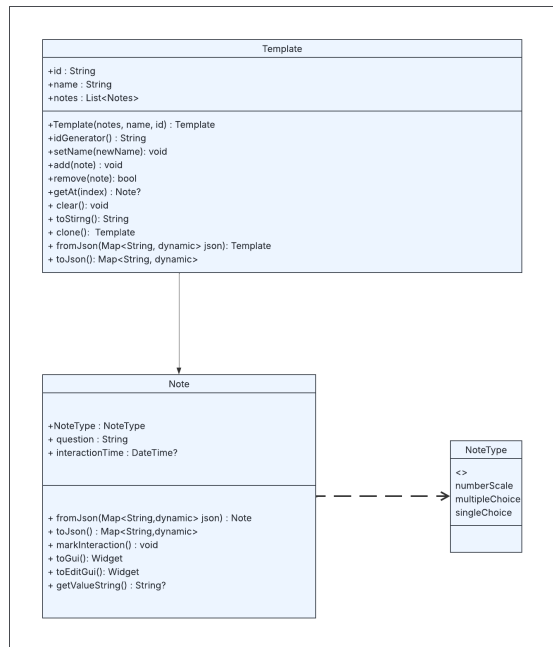 Template
+id : String
+name : String
+notes : List<Notes>
+Template(notes, name, id) : Template
+idGenerator() : String
+setName(newName): void
+add(note) : void
+remove(note): bool
+getAt(index) : Note?
+ clear(): void
+ toStirng(): String
+ clone():  Template
+ fromJson(Map<String, dynamic> json): Template
+ toJson(): Map<String, dynamic>
Note
+NoteType : NoteType
+ question : String
+ interactionTime : DateTime?
+ fromJson(Map<String,dynamic> json) : Note
+ toJson() : Map<String,dynamic>
+ markInteraction() : void
+ toGui(): Widget
+ toEditGui(): Widget
+ getValueString() : String?
NoteType
<>
numberScale
multipleChoice
singleChoice